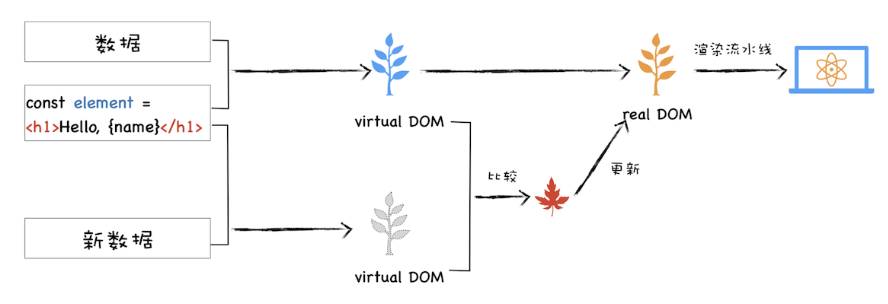 数据
const element =
<h1>Hello, {name}</h1>
新数据
virtual DOM
virtual DOM
比较
更新
real DOM
渲染流水线